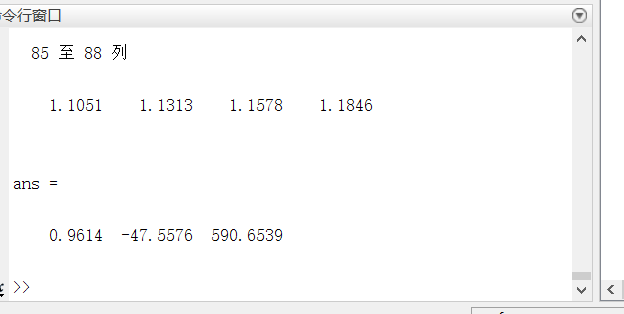 命令行窗口
85 至 88 列
1.1051 1.1313 1.1578 1.1846
ans =
0.9614 -47.5576 590.6539
>>